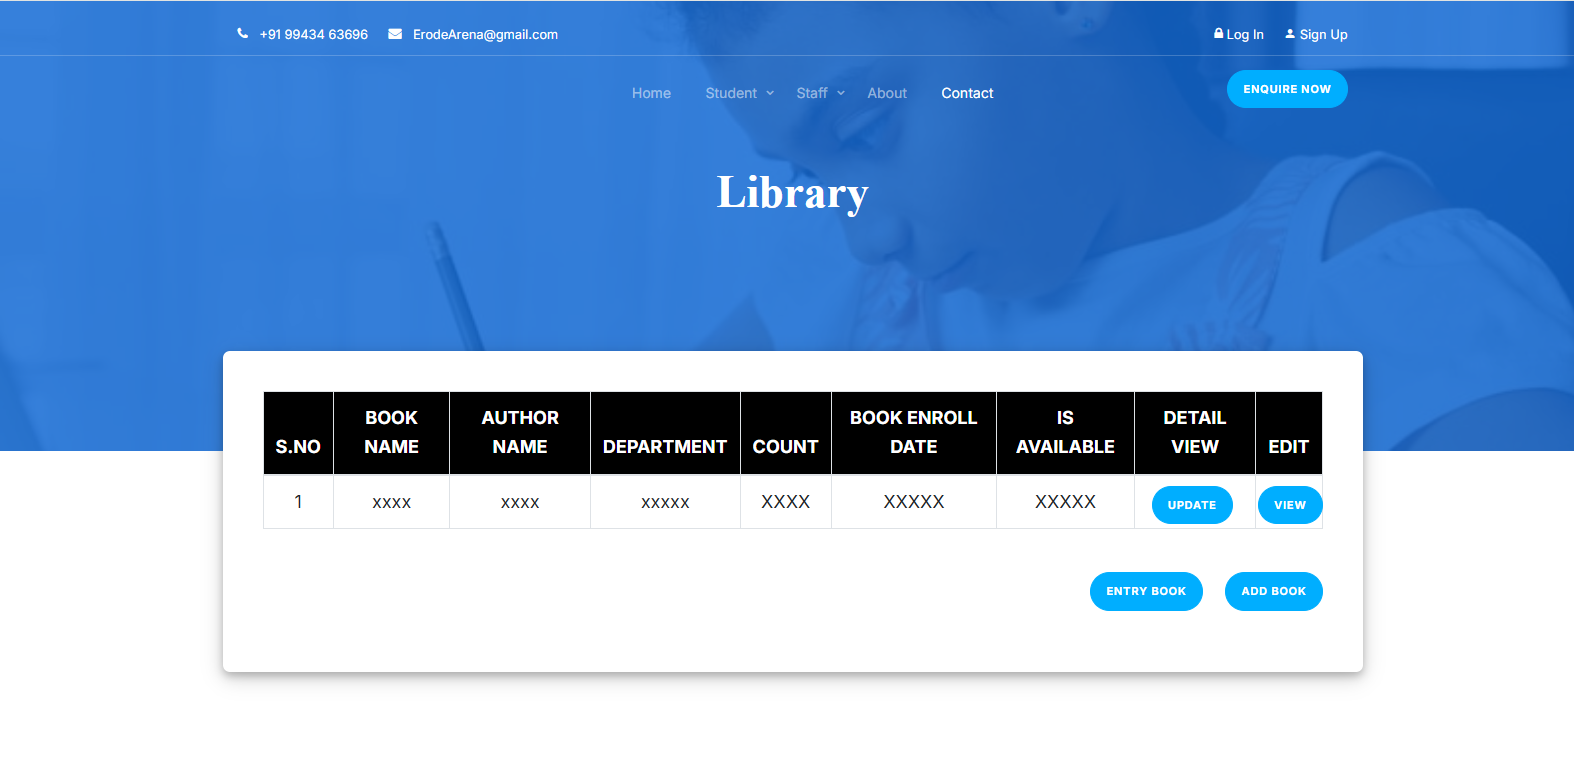 +91 99434 63696 ErodeArena@gmail.com Log In Sign Up
Home Student Staff About Contact ENQUIRE NOW
Library
S.NO BOOK NAME AUTHOR NAME DEPARTMENT COUNT BOOK ENROLL DATE IS AVAILABLE DETAIL VIEW EDIT
1 xxxx xxxx xxxxx XXXX XXXXX XXXXX UPDATE VIEW
ENTRY BOOK ADD BOOK